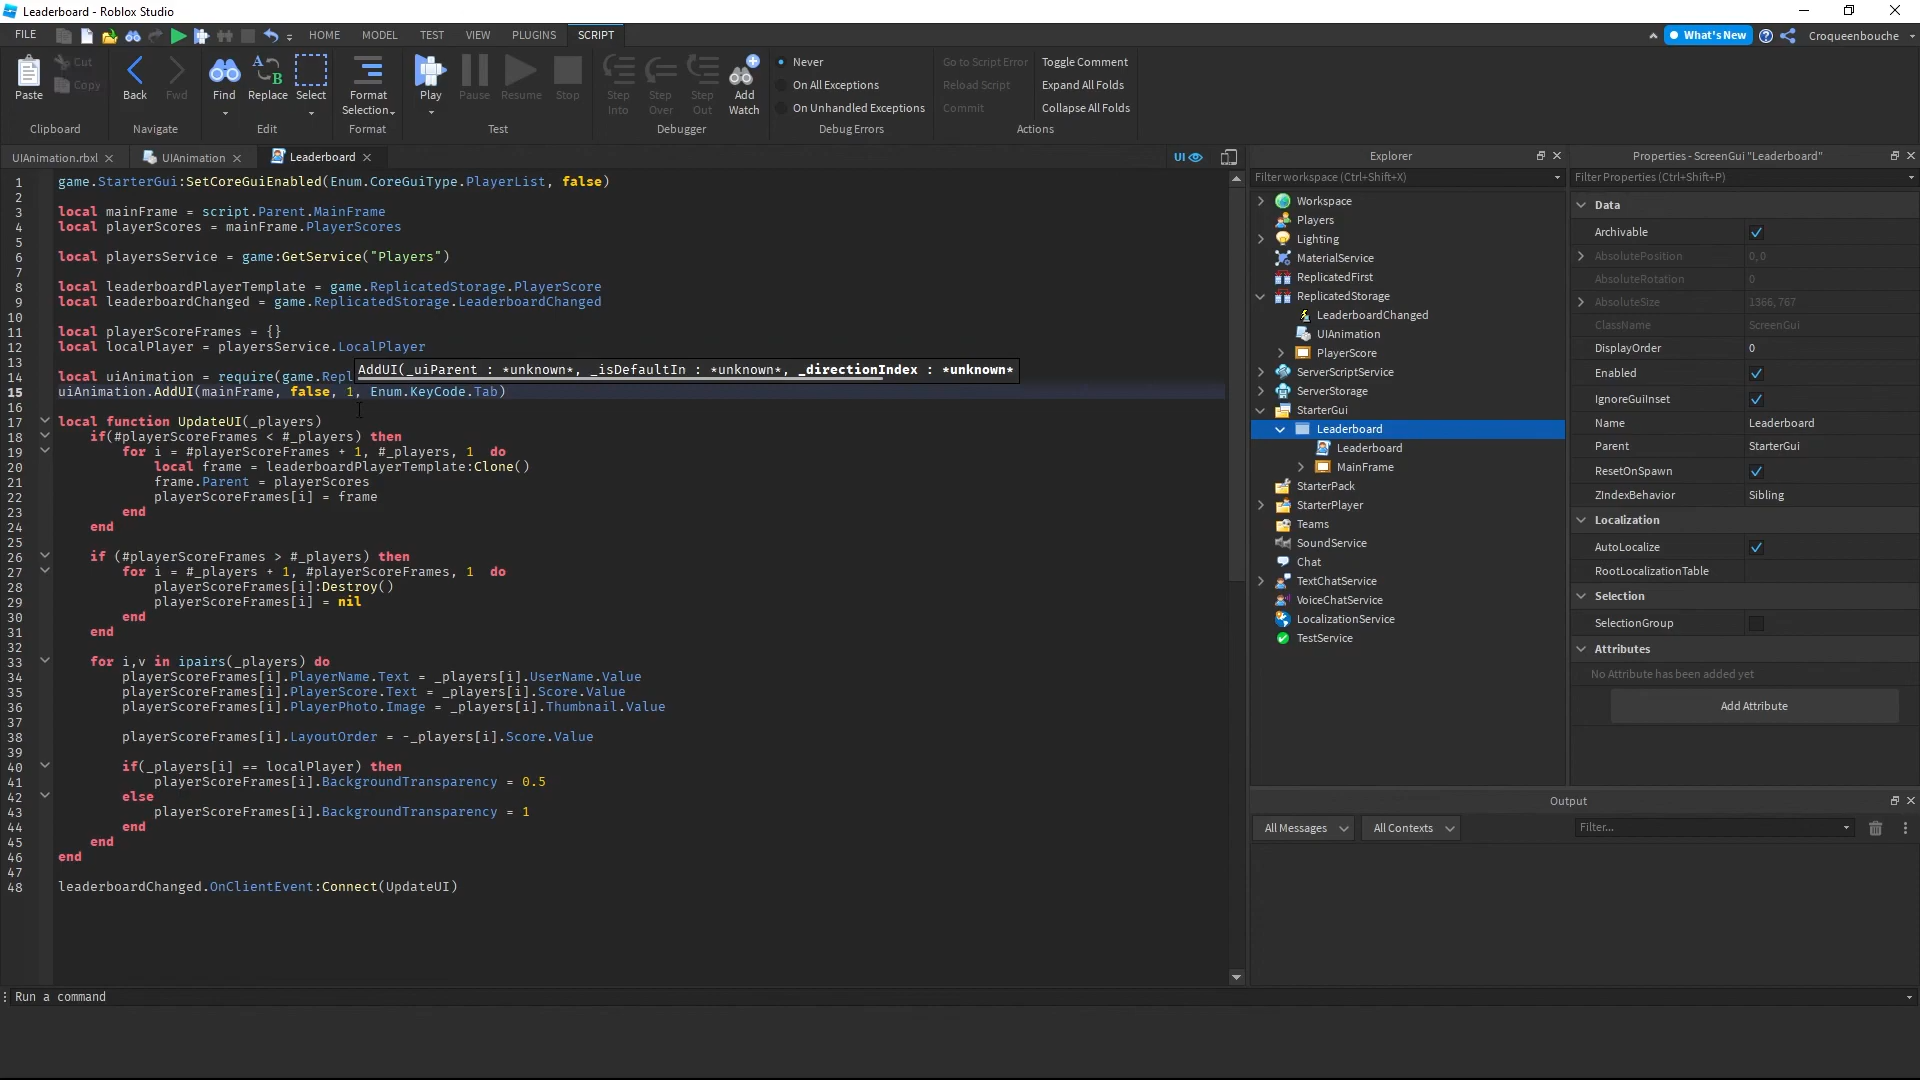 Leaderboard - Roblox Studio
FILE
HOME
MODEL
TEST
VIEW
PLUGINS
SCRIPT
What's New
Croqueenbouche
Paste
Cut
Copy
Back
Fwd
Find
Replace
Select
Format
Selection
Play
Pause
Resume
Stop
Step
Into
Step
Over
Step
Out
Add
Watch
Never
On All Exceptions
On Unhandled Exceptions
Go to Script Error
Reload Script
Commit
Toggle Comment
Expand All Folds
Collapse All Folds
Clipboard
Navigate
Edit
Format
Test
Debugger
Debug Errors
Actions
UIAnimation.rbxl
UIAnimation
Leaderboard
UI
1 game.StarterGui:SetCoreGuiEnabled(Enum.CoreGuiType.PlayerList, false)
2
3 local mainFrame = script.Parent.MainFrame
4 local playerScores = mainFrame.PlayerScores
5
6 local playersService = game:GetService("Players")
7
8 local leaderboardPlayerTemplate = game.ReplicatedStorage.PlayerScore
9 local leaderboardChanged = game.ReplicatedStorage.LeaderboardChanged
10
11 local playerScoreFrames = {}
12 local localPlayer = playersService.LocalPlayer
13
AddUI(_uiParent : *unknown*, _isDefaultIn : *unknown*, _directionIndex : *unknown*
14 local uiAnimation = require(game.Repl
15 uiAnimation.AddUI(mainFrame, false, 1, Enum.KeyCode.Tab)
16
17 local function UpdateUI(_players)
18 if(#playerScoreFrames < #_players) then
19 for i = #playerScoreFrames + 1, #_players, 1 do
20 local frame = leaderboardPlayerTemplate:Clone()
21 frame.Parent = playerScores
22 playerScoreFrames[i] = frame
23 end
24 end
25
26 if (#playerScoreFrames > #_players) then
27 for i = #_players + 1, #playerScoreFrames, 1 do
28 playerScoreFrames[i]:Destroy()
29 playerScoreFrames[i] = nil
30 end
31 end
32
33 for i,v in ipairs(_players) do
34 playerScoreFrames[i].PlayerName.Text = _players[i].UserName.Value
35 playerScoreFrames[i].PlayerScore.Text = _players[i].Score.Value
36 playerScoreFrames[i].PlayerPhoto.Image = _players[i].Thumbnail.Value
37
38 playerScoreFrames[i].LayoutOrder = -_players[i].Score.Value
39
40 if(_players[i] == localPlayer) then
41 playerScoreFrames[i].BackgroundTransparency = 0.5
42 else
43 playerScoreFrames[i].BackgroundTransparency = 1
44 end
45 end
46 end
47
48 leaderboardChanged.OnClientEvent:Connect(UpdateUI)
Explorer
Filter workspace (Ctrl+Shift+X)
Workspace
Players
Lighting
MaterialService
ReplicatedFirst
ReplicatedStorage
LeaderboardChanged
UIAnimation
PlayerScore
ServerScriptService
ServerStorage
StarterGui
Leaderboard
Leaderboard
MainFrame
StarterPack
StarterPlayer
Teams
SoundService
Chat
TextChatService
VoiceChatService
LocalizationService
TestService
Properties - ScreenGui "Leaderboard"
Filter Properties (Ctrl+Shift+P)
Data
Archivable
AbsolutePosition 0, 0
AbsoluteRotation 0
AbsoluteSize 1366, 767
ClassName ScreenGui
DisplayOrder 0
Enabled
IgnoreGuiInset
Name Leaderboard
Parent StarterGui
ResetOnSpawn
ZIndexBehavior Sibling
Localization
AutoLocalize
RootLocalizationTable
Selection
SelectionGroup
Attributes
No Attribute has been added yet
Add Attribute
Output
All Messages
All Contexts
Filter...
Run a command